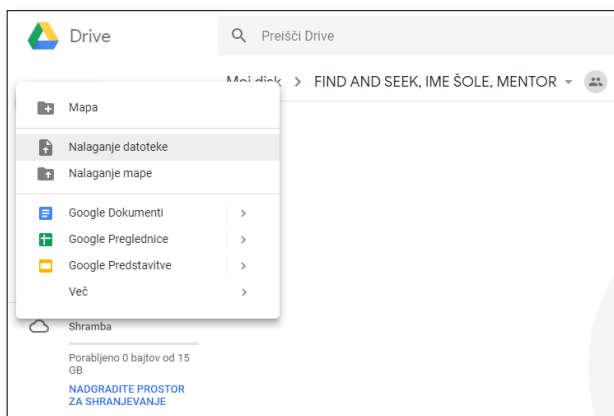 Drive
Preišči Drive
Moj disk > FIND AND SEEK, IME ŠOLE, MENTOR
Mapa
Nalaganje datoteke
Nalaganje mape
Google Dokumenti
Google Preglednice
Google Predstavitve
Več
Shramba
Porabljeno 0 bajtov od 15
GB
NADGRADITE PROSTOR
ZA SHRANJEVANJE